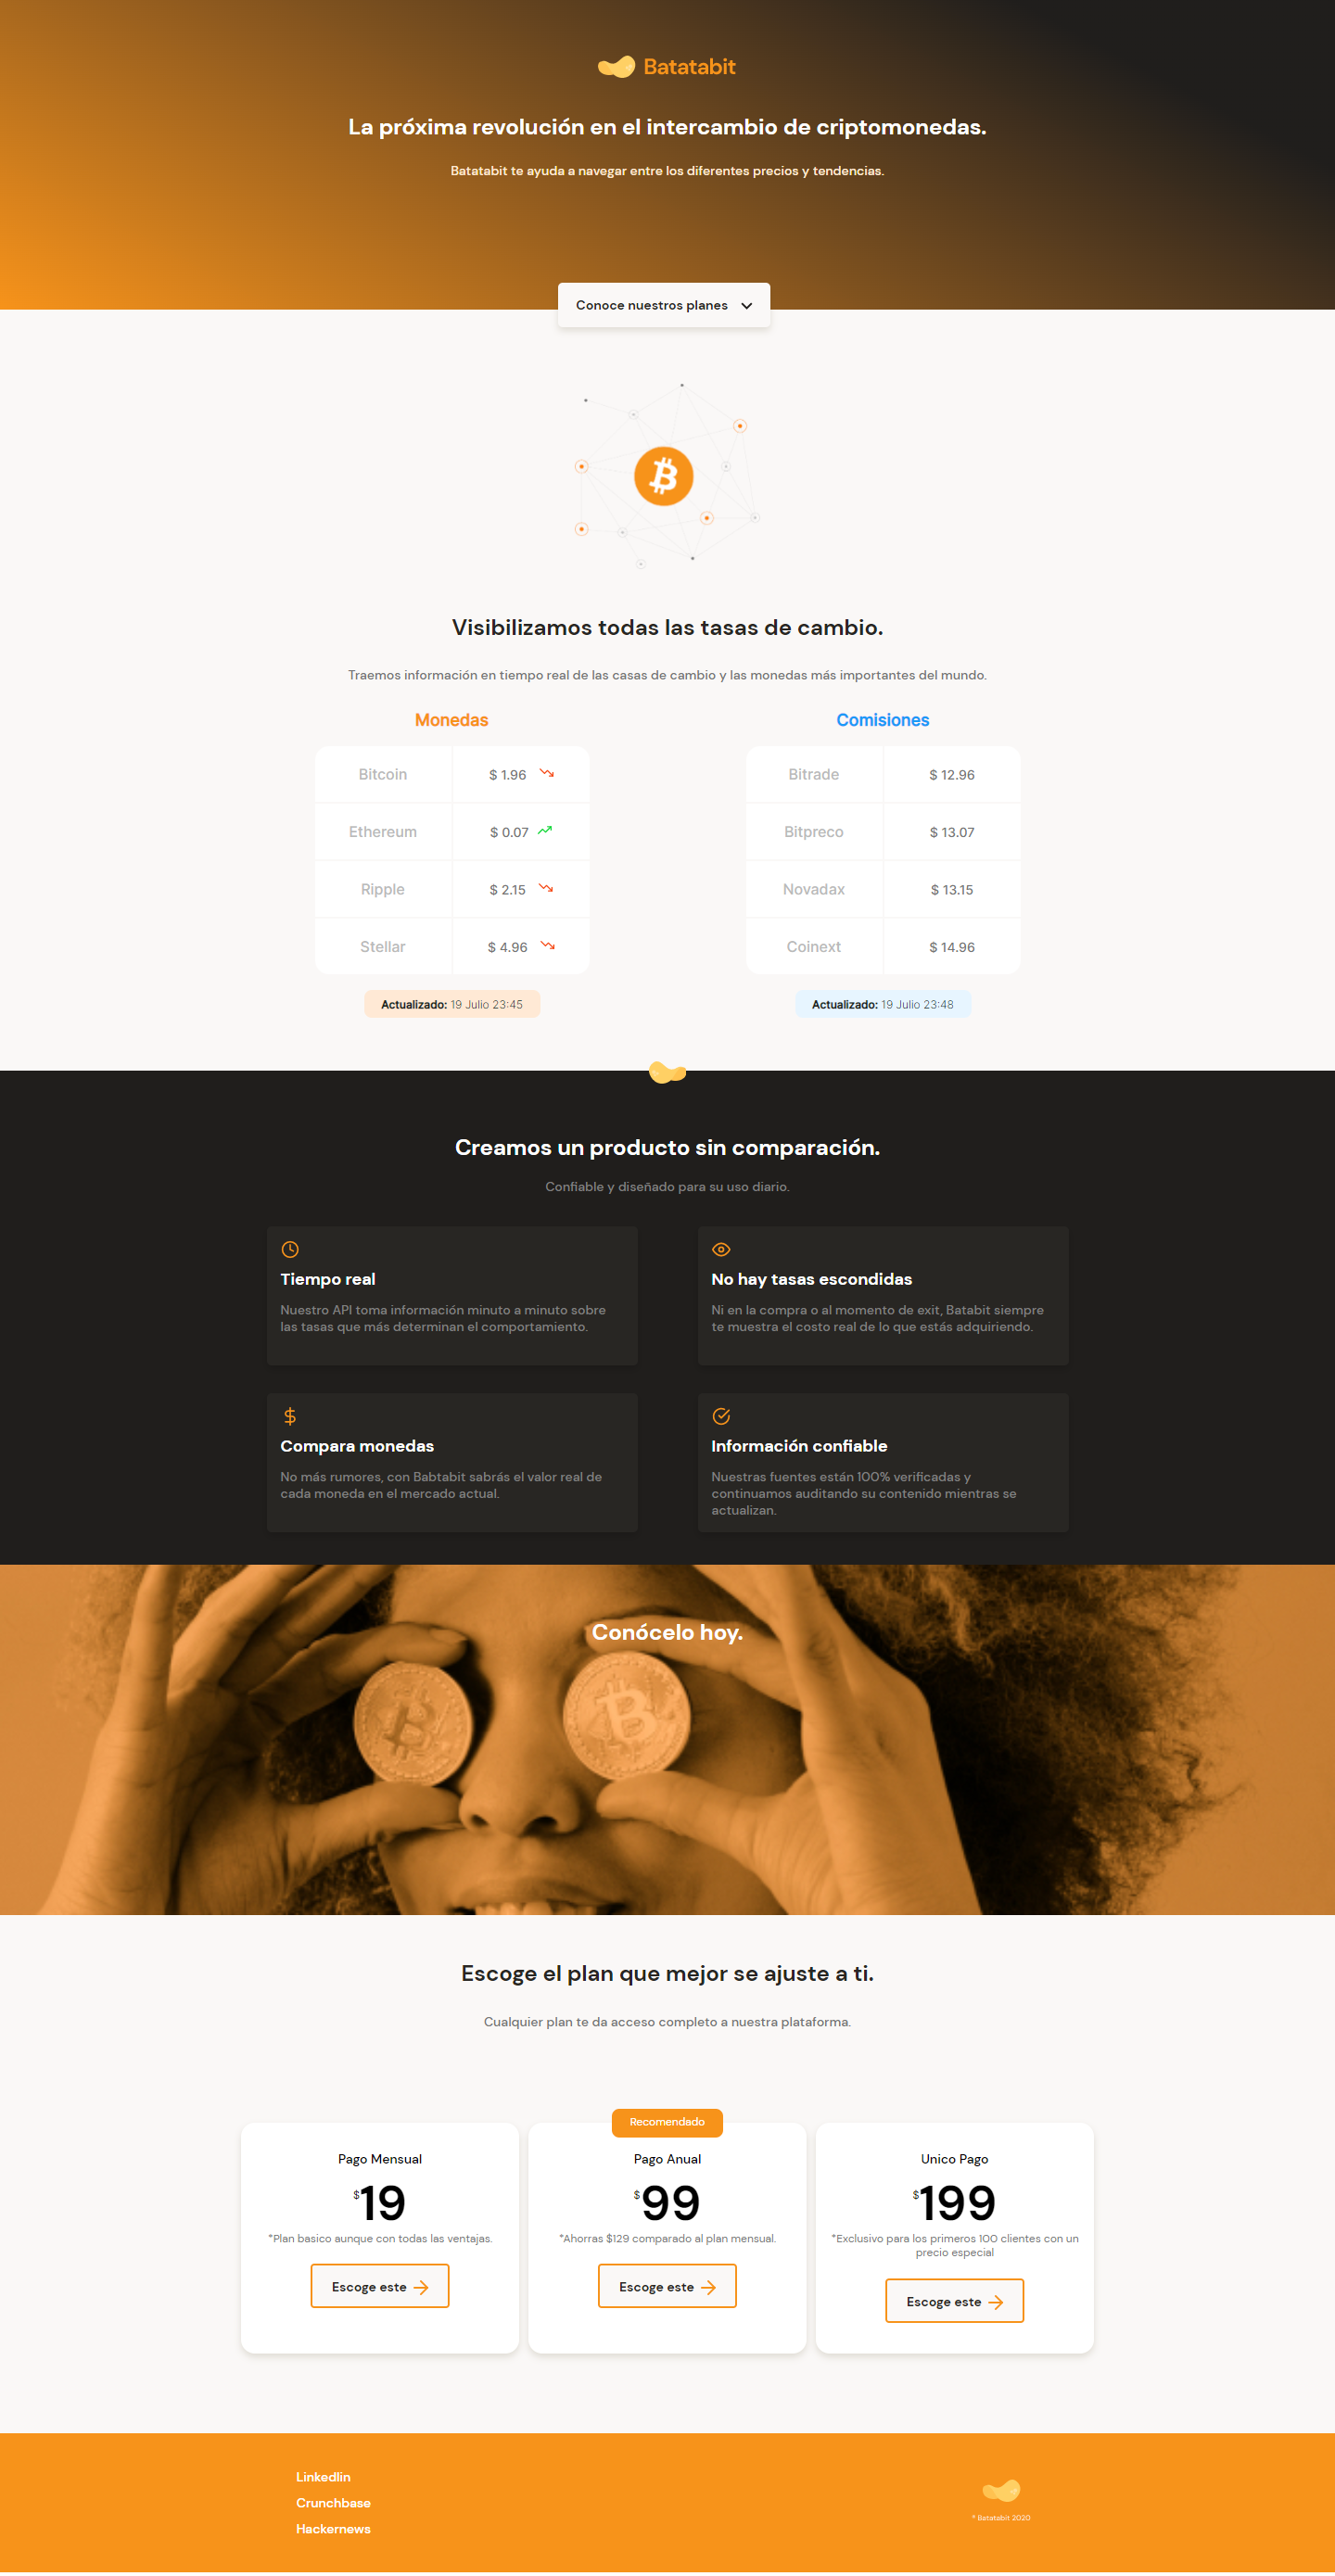 Batatabit
La próxima revolución en el intercambio de criptomonedas.
Batatabit te ayuda a navegar entre los diferentes precios y tendencias.
Conoce nuestros planes
Visibilizamos todas las tasas de cambio.
Traemos información en tiempo real de las casas de cambio y las monedas más importantes del mundo.
Monedas
Bitcoin $ 1.96
Ethereum $ 0.07
Ripple $ 2.15
Stellar $ 4.96
Actualizado: 19 Julio 23:45
Comisiones
Bitrade $ 12.96
Bitpreco $ 13.07
Novadax $ 13.15
Coinext $ 14.96
Actualizado: 19 Julio 23:48
Creamos un producto sin comparación.
Confiable y diseñado para su uso diario.
Tiempo real
Nuestro API toma información minuto a minuto sobre
las tasas que más determinan el comportamiento.
No hay tasas escondidas
Ni en la compra o al momento de exit, Batabit siempre
te muestra el costo real de lo que estás adquiriendo.
Compara monedas
No más rumores, con Babtabit sabrás el valor real de
cada moneda en el mercado actual.
Información confiable
Nuestras fuentes están 100% verificadas y
continuamos auditando su contenido mientras se
actualizan.
Conócelo hoy.
Escoge el plan que mejor se ajuste a ti.
Cualquier plan te da acceso completo a nuestra plataforma.
Pago Mensual
$19
*Plan basico aunque con todas las ventajas.
Escoge este
Recomendado
Pago Anual
$99
*Ahorras $129 comparado al plan mensual.
Escoge este
Unico Pago
$199
*Exclusivo para los primeros 100 clientes con un
precio especial
Escoge este
Linkedlin
Crunchbase
Hackernews
® Batatabit 2020